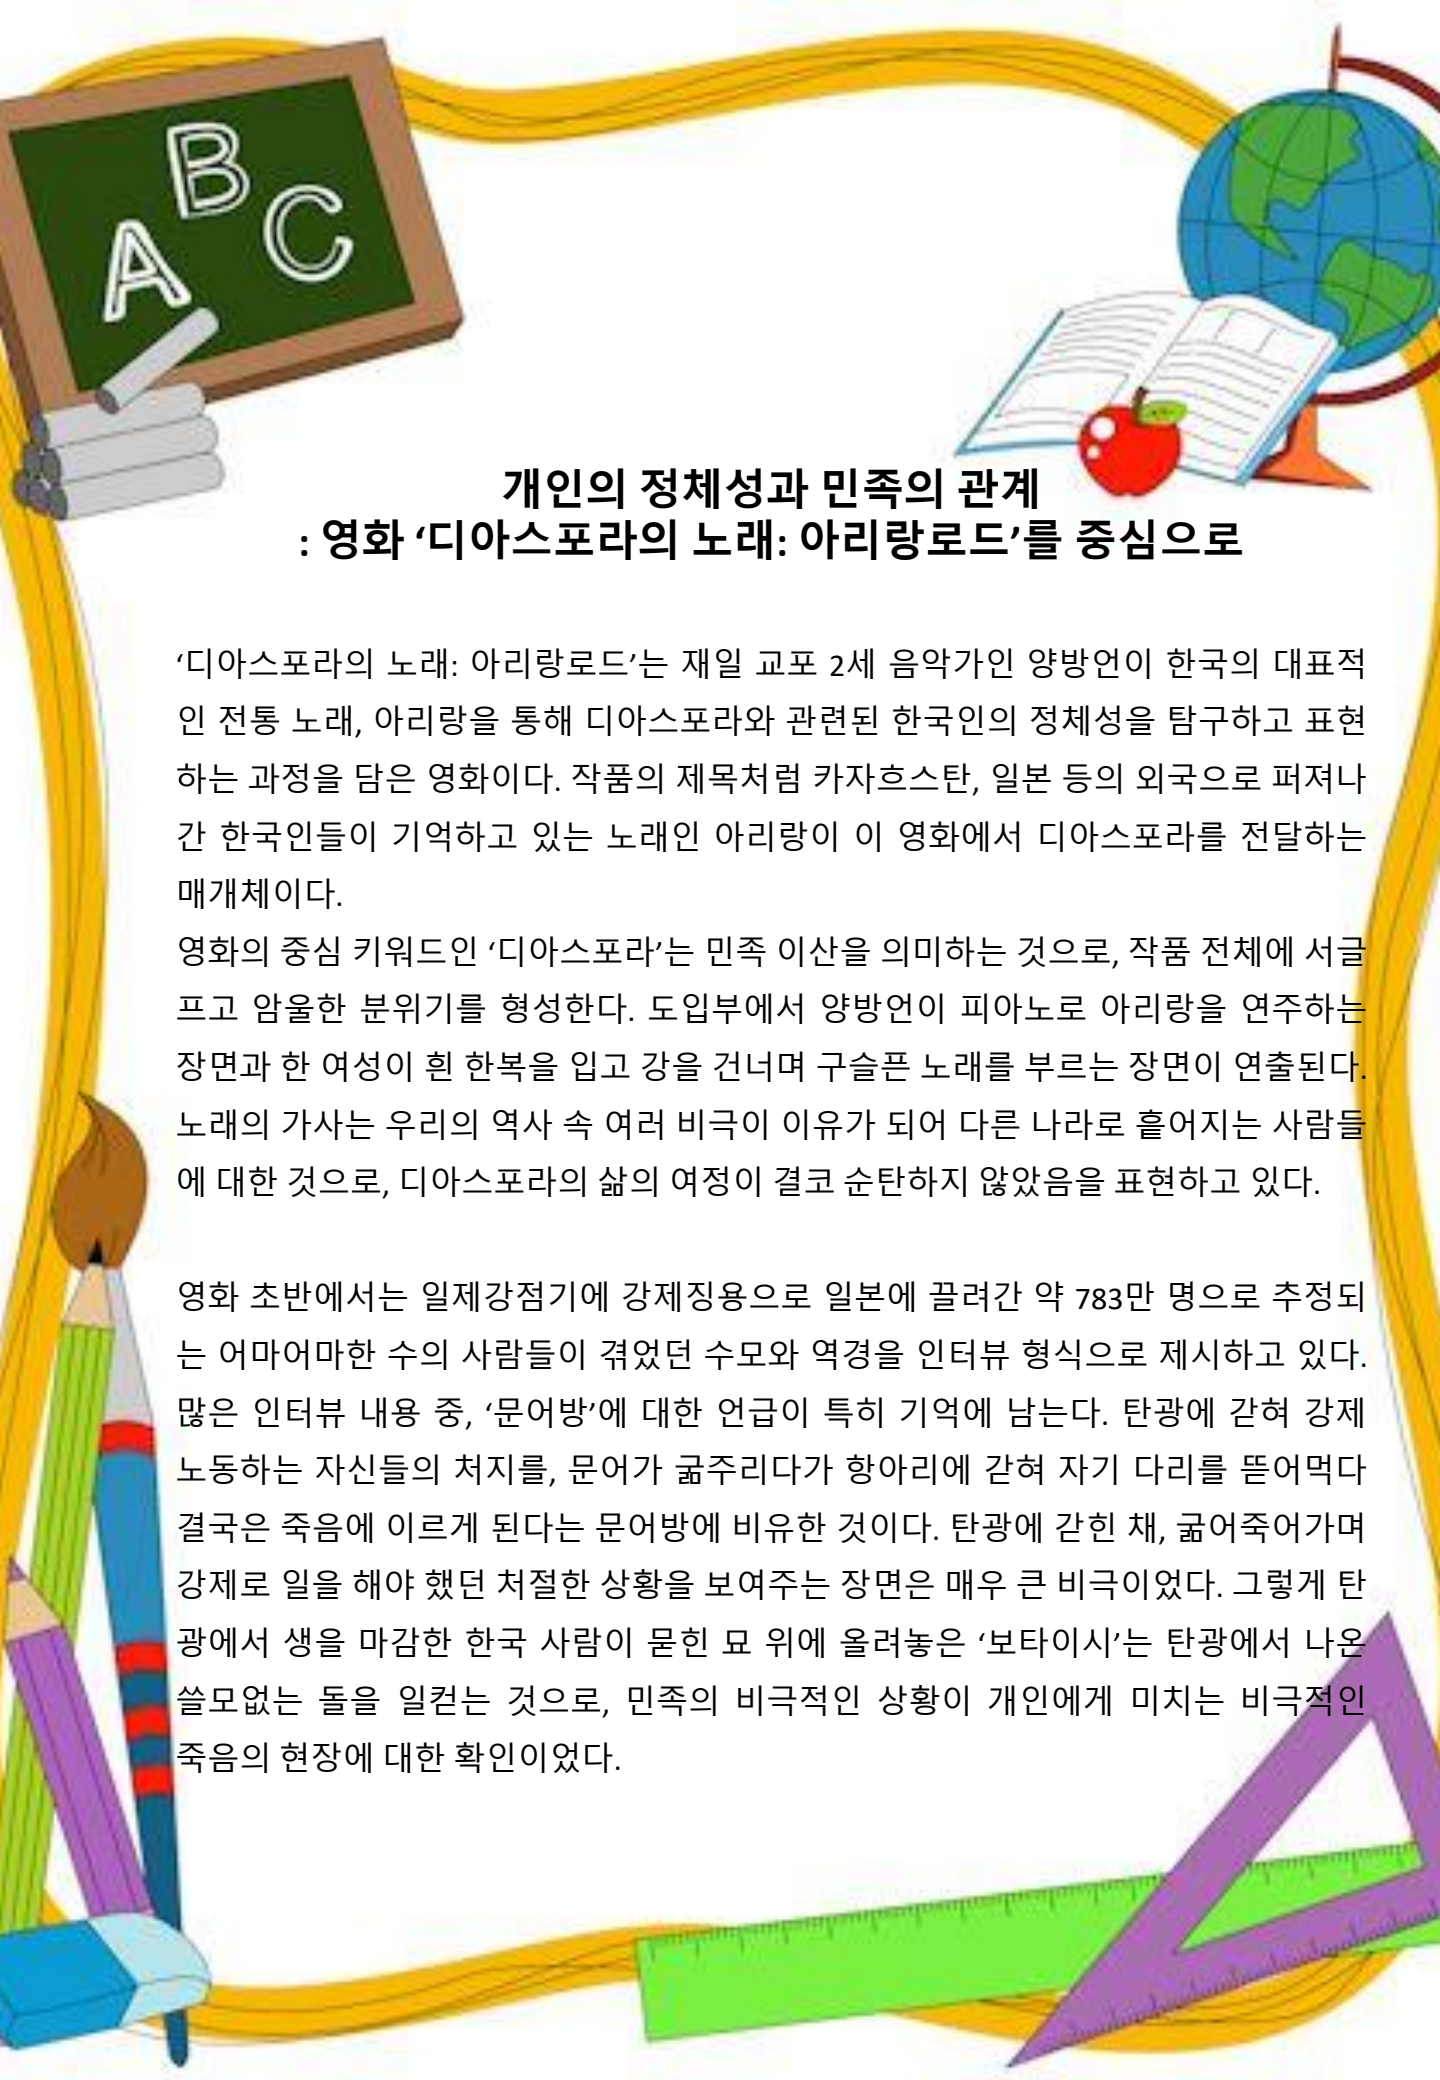 B
A C
개인의 정체성과 민족의 관계
: 영화 ‘디아스포라의 노래: 아리랑로드’를 중심으로
‘디아스포라의 노래: 아리랑로드’는 재일 교포 2세 음악가인 양방언이 한국의 대표적
인 전통 노래, 아리랑을 통해 디아스포라와 관련된 한국인의 정체성을 탐구하고 표현
하는 과정을 담은 영화이다. 작품의 제목처럼 카자흐스탄, 일본 등의 외국으로 퍼져나
간 한국인들이 기억하고 있는 노래인 아리랑이 이 영화에서 디아스포라를 전달하는
매개체이다.
영화의 중심 키워드인 ‘디아스포라’는 민족 이산을 의미하는 것으로, 작품 전체에 서글
프고 암울한 분위기를 형성한다. 도입부에서 양방언이 피아노로 아리랑을 연주하는
장면과 한 여성이 흰 한복을 입고 강을 건너며 구슬픈 노래를 부르는 장면이 연출된다.
노래의 가사는 우리의 역사 속 여러 비극이 이유가 되어 다른 나라로 흩어지는 사람들
에 대한 것으로, 디아스포라의 삶의 여정이 결코 순탄하지 않았음을 표현하고 있다.
영화 초반에서는 일제강점기에 강제징용으로 일본에 끌려간 약 783만 명으로 추정되
는 어마어마한 수의 사람들이 겪었던 수모와 역경을 인터뷰 형식으로 제시하고 있다.
많은 인터뷰 내용 중, ‘문어방’에 대한 언급이 특히 기억에 남는다. 탄광에 갇혀 강제
노동하는 자신들의 처지를, 문어가 굶주리다가 항아리에 갇혀 자기 다리를 뜯어먹다
결국은 죽음에 이르게 된다는 문어방에 비유한 것이다. 탄광에 갇힌 채, 굶어죽어가며
강제로 일을 해야 했던 처절한 상황을 보여주는 장면은 매우 큰 비극이었다. 그렇게 탄
광에서 생을 마감한 한국 사람이 묻힌 묘 위에 올려놓은 ‘보타이시’는 탄광에서 나온
쓸모없는 돌을 일컫는 것으로, 민족의 비극적인 상황이 개인에게 미치는 비극적인
죽음의 현장에 대한 확인이었다.